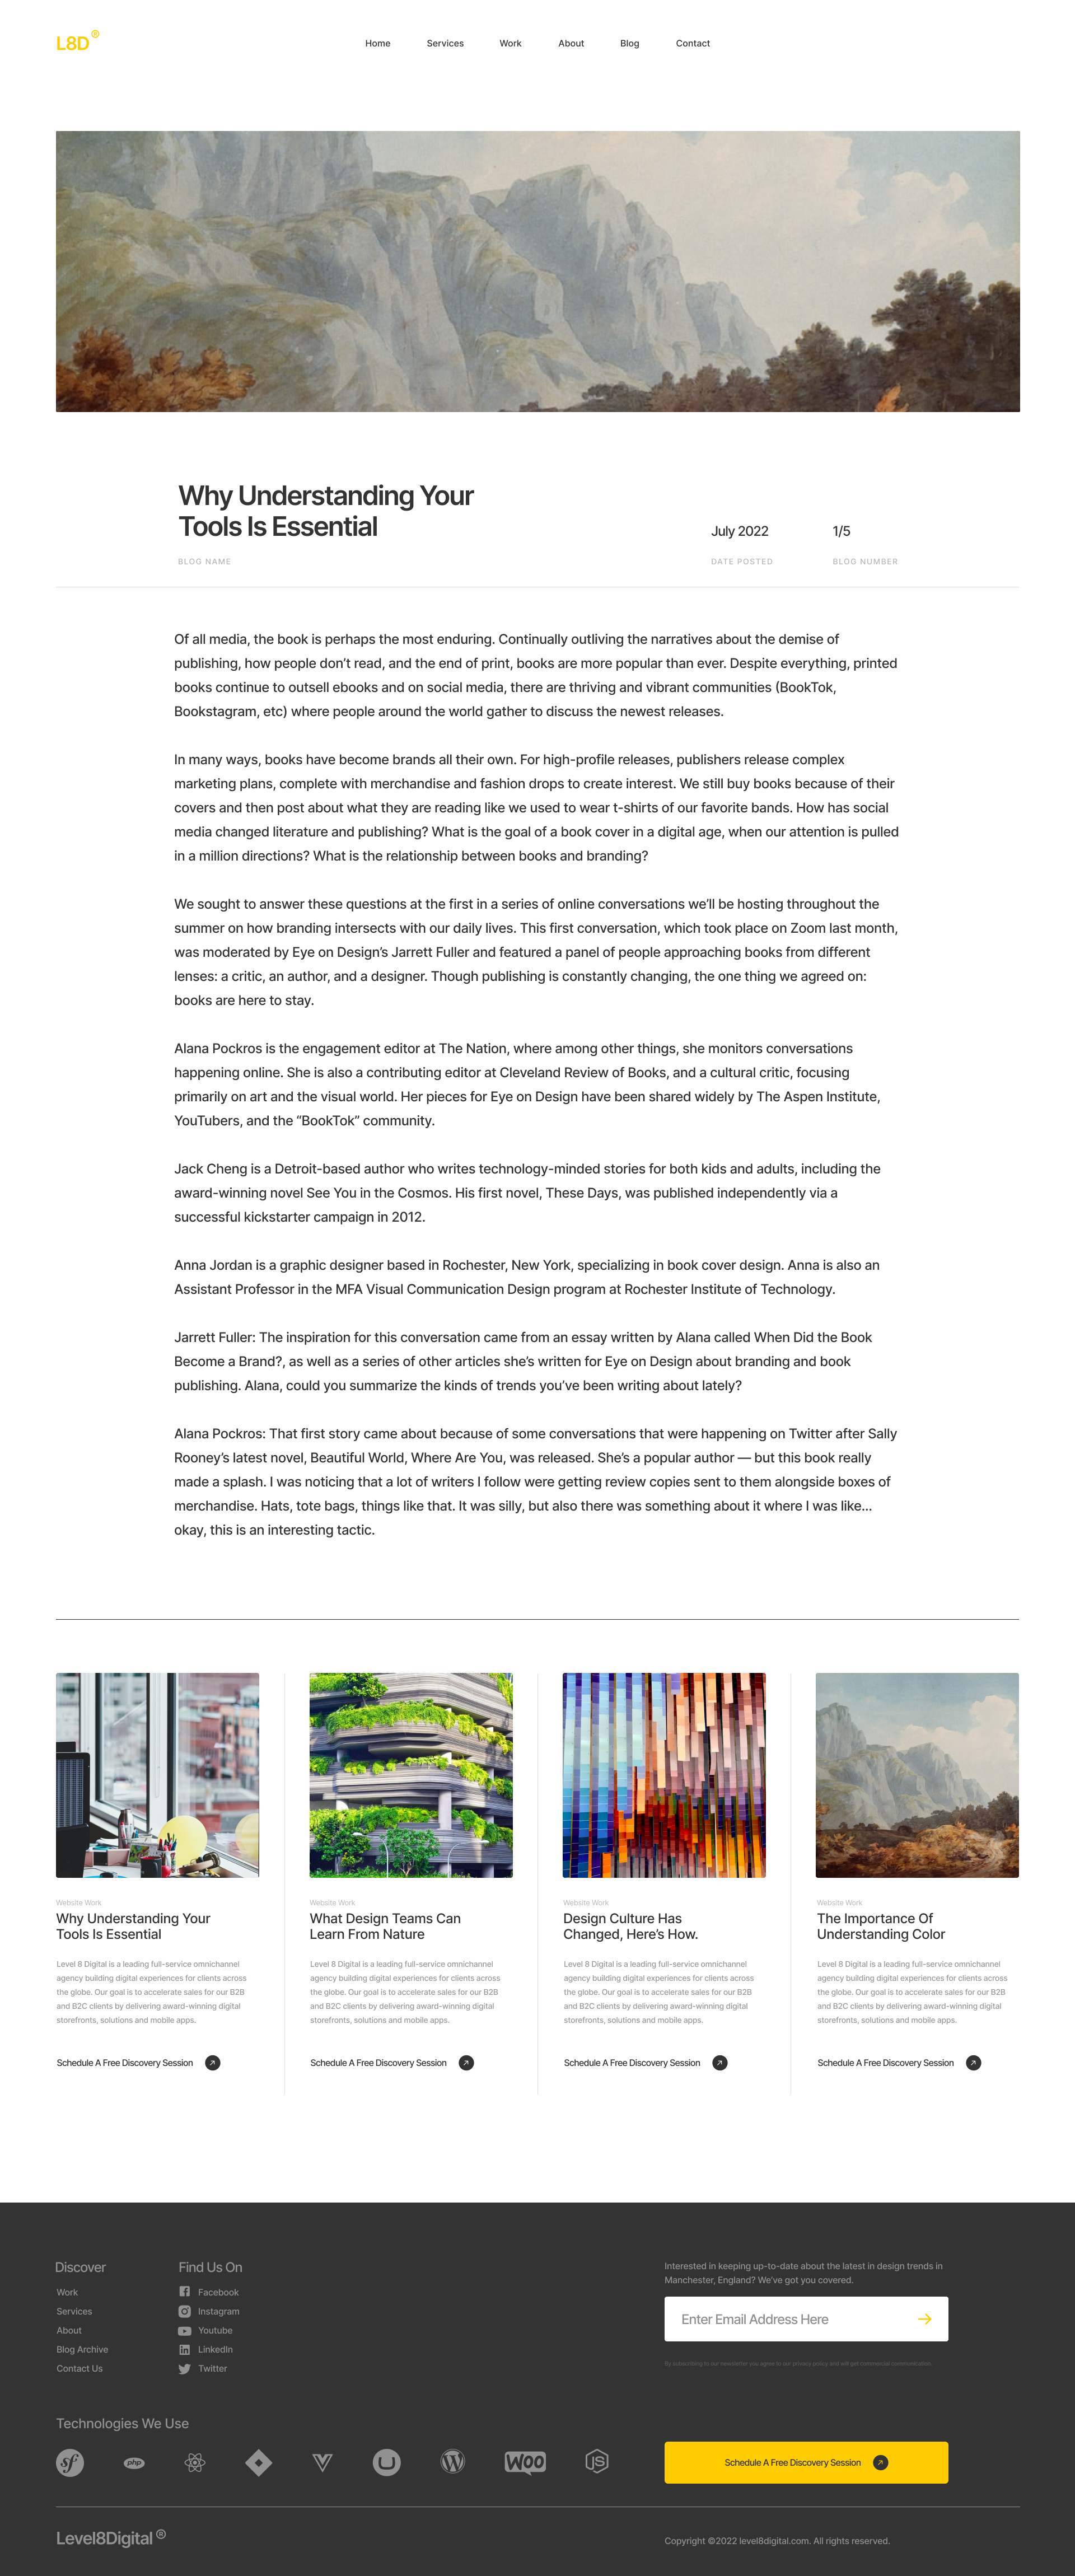 L8D®
Home Services Work About Blog Contact
Why Understanding Your
Tools Is Essential
July 2022
1/5
BLOG NAME
DATE POSTED
BLOG NUMBER
Of all media, the book is perhaps the most enduring. Continually outliving the narratives about the demise of
publishing, how people don’t read, and the end of print, books are more popular than ever. Despite everything, printed
books continue to outsell ebooks and on social media, there are thriving and vibrant communities (BookTok,
Bookstagram, etc) where people around the world gather to discuss the newest releases.
In many ways, books have become brands all their own. For high-profile releases, publishers release complex
marketing plans, complete with merchandise and fashion drops to create interest. We still buy books because of their
covers and then post about what they are reading like we used to wear t-shirts of our favorite bands. How has social
media changed literature and publishing? What is the goal of a book cover in a digital age, when our attention is pulled
in a million directions? What is the relationship between books and branding?
We sought to answer these questions at the first in a series of online conversations we’ll be hosting throughout the
summer on how branding intersects with our daily lives. This first conversation, which took place on Zoom last month,
was moderated by Eye on Design’s Jarrett Fuller and featured a panel of people approaching books from different
lenses: a critic, an author, and a designer. Though publishing is constantly changing, the one thing we agreed on:
books are here to stay.
Alana Pockros is the engagement editor at The Nation, where among other things, she monitors conversations
happening online. She is also a contributing editor at Cleveland Review of Books, and a cultural critic, focusing
primarily on art and the visual world. Her pieces for Eye on Design have been shared widely by The Aspen Institute,
YouTubers, and the “BookTok” community.
Jack Cheng is a Detroit-based author who writes technology-minded stories for both kids and adults, including the
award-winning novel See You in the Cosmos. His first novel, These Days, was published independently via a
successful kickstarter campaign in 2012.
Anna Jordan is a graphic designer based in Rochester, New York, specializing in book cover design. Anna is also an
Assistant Professor in the MFA Visual Communication Design program at Rochester Institute of Technology.
Jarrett Fuller: The inspiration for this conversation came from an essay written by Alana called When Did the Book
Become a Brand?, as well as a series of other articles she’s written for Eye on Design about branding and book
publishing. Alana, could you summarize the kinds of trends you’ve been writing about lately?
Alana Pockros: That first story came about because of some conversations that were happening on Twitter after Sally
Rooney’s latest novel, Beautiful World, Where Are You, was released. She’s a popular author — but this book really
made a splash. I was noticing that a lot of writers I follow were getting review copies sent to them alongside boxes of
merchandise. Hats, tote bags, things like that. It was silly, but also there was something about it where I was like...
okay, this is an interesting tactic.
Website Work
Why Understanding Your
Tools Is Essential
Level 8 Digital is a leading full-service omnichannel
agency building digital experiences for clients across
the globe. Our goal is to accelerate sales for our B2B
and B2C clients by delivering award-winning digital
storefronts, solutions and mobile apps.
Schedule A Free Discovery Session
Website Work
What Design Teams Can
Learn From Nature
Level 8 Digital is a leading full-service omnichannel
agency building digital experiences for clients across
the globe. Our goal is to accelerate sales for our B2B
and B2C clients by delivering award-winning digital
storefronts, solutions and mobile apps.
Schedule A Free Discovery Session
Website Work
Design Culture Has
Changed, Here’s How.
Level 8 Digital is a leading full-service omnichannel
agency building digital experiences for clients across
the globe. Our goal is to accelerate sales for our B2B
and B2C clients by delivering award-winning digital
storefronts, solutions and mobile apps.
Schedule A Free Discovery Session
Website Work
The Importance Of
Understanding Color
Level 8 Digital is a leading full-service omnichannel
agency building digital experiences for clients across
the globe. Our goal is to accelerate sales for our B2B
and B2C clients by delivering award-winning digital
storefronts, solutions and mobile apps.
Schedule A Free Discovery Session
Discover
Work
Services
About
Blog Archive
Contact Us
Find Us On
Facebook
Instagram
Youtube
LinkedIn
Twitter
Interested in keeping up-to-date about the latest in design trends in
Manchester, England? We’ve got you covered.
Enter Email Address Here
By subscribing to our newsletter you agree to our privacy policy and will get commercial communication.
Technologies We Use
sf php W WOO JS
Schedule A Free Discovery Session
Level8Digital®
Copyright ©2022 level8digital.com. All rights reserved.